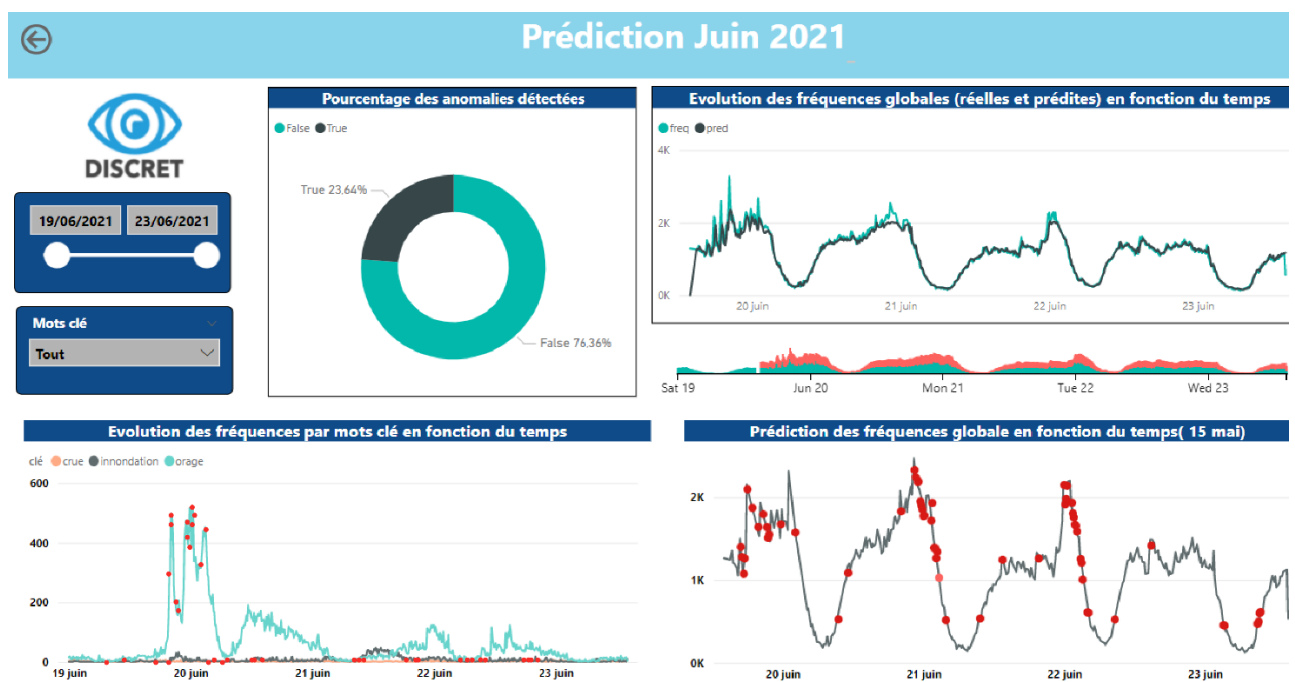 Prédiction Juin 2021
DISCRET
19/06/2021 23/06/2021
Mots clé
Tout
Pourcentage des anomalies détectées
False True
True 23,64%
False 76,36%
Evolution des fréquences globales (réelles et prédites) en fonction du temps
freq pred
4K
2K
0K
20 juin 21 juin 22 juin 23 juin
Sat 19 Jun 20 Mon 21 Tue 22 Wed 23
Evolution des fréquences par mots clé en fonction du temps
clé crue innondation orage
600
400
200
0
19 juin 20 juin 21 juin 22 juin 23 juin
Prédiction des fréquences globale en fonction du temps( 15 mai)
2K
1K
0K
20 juin 21 juin 22 juin 23 juin